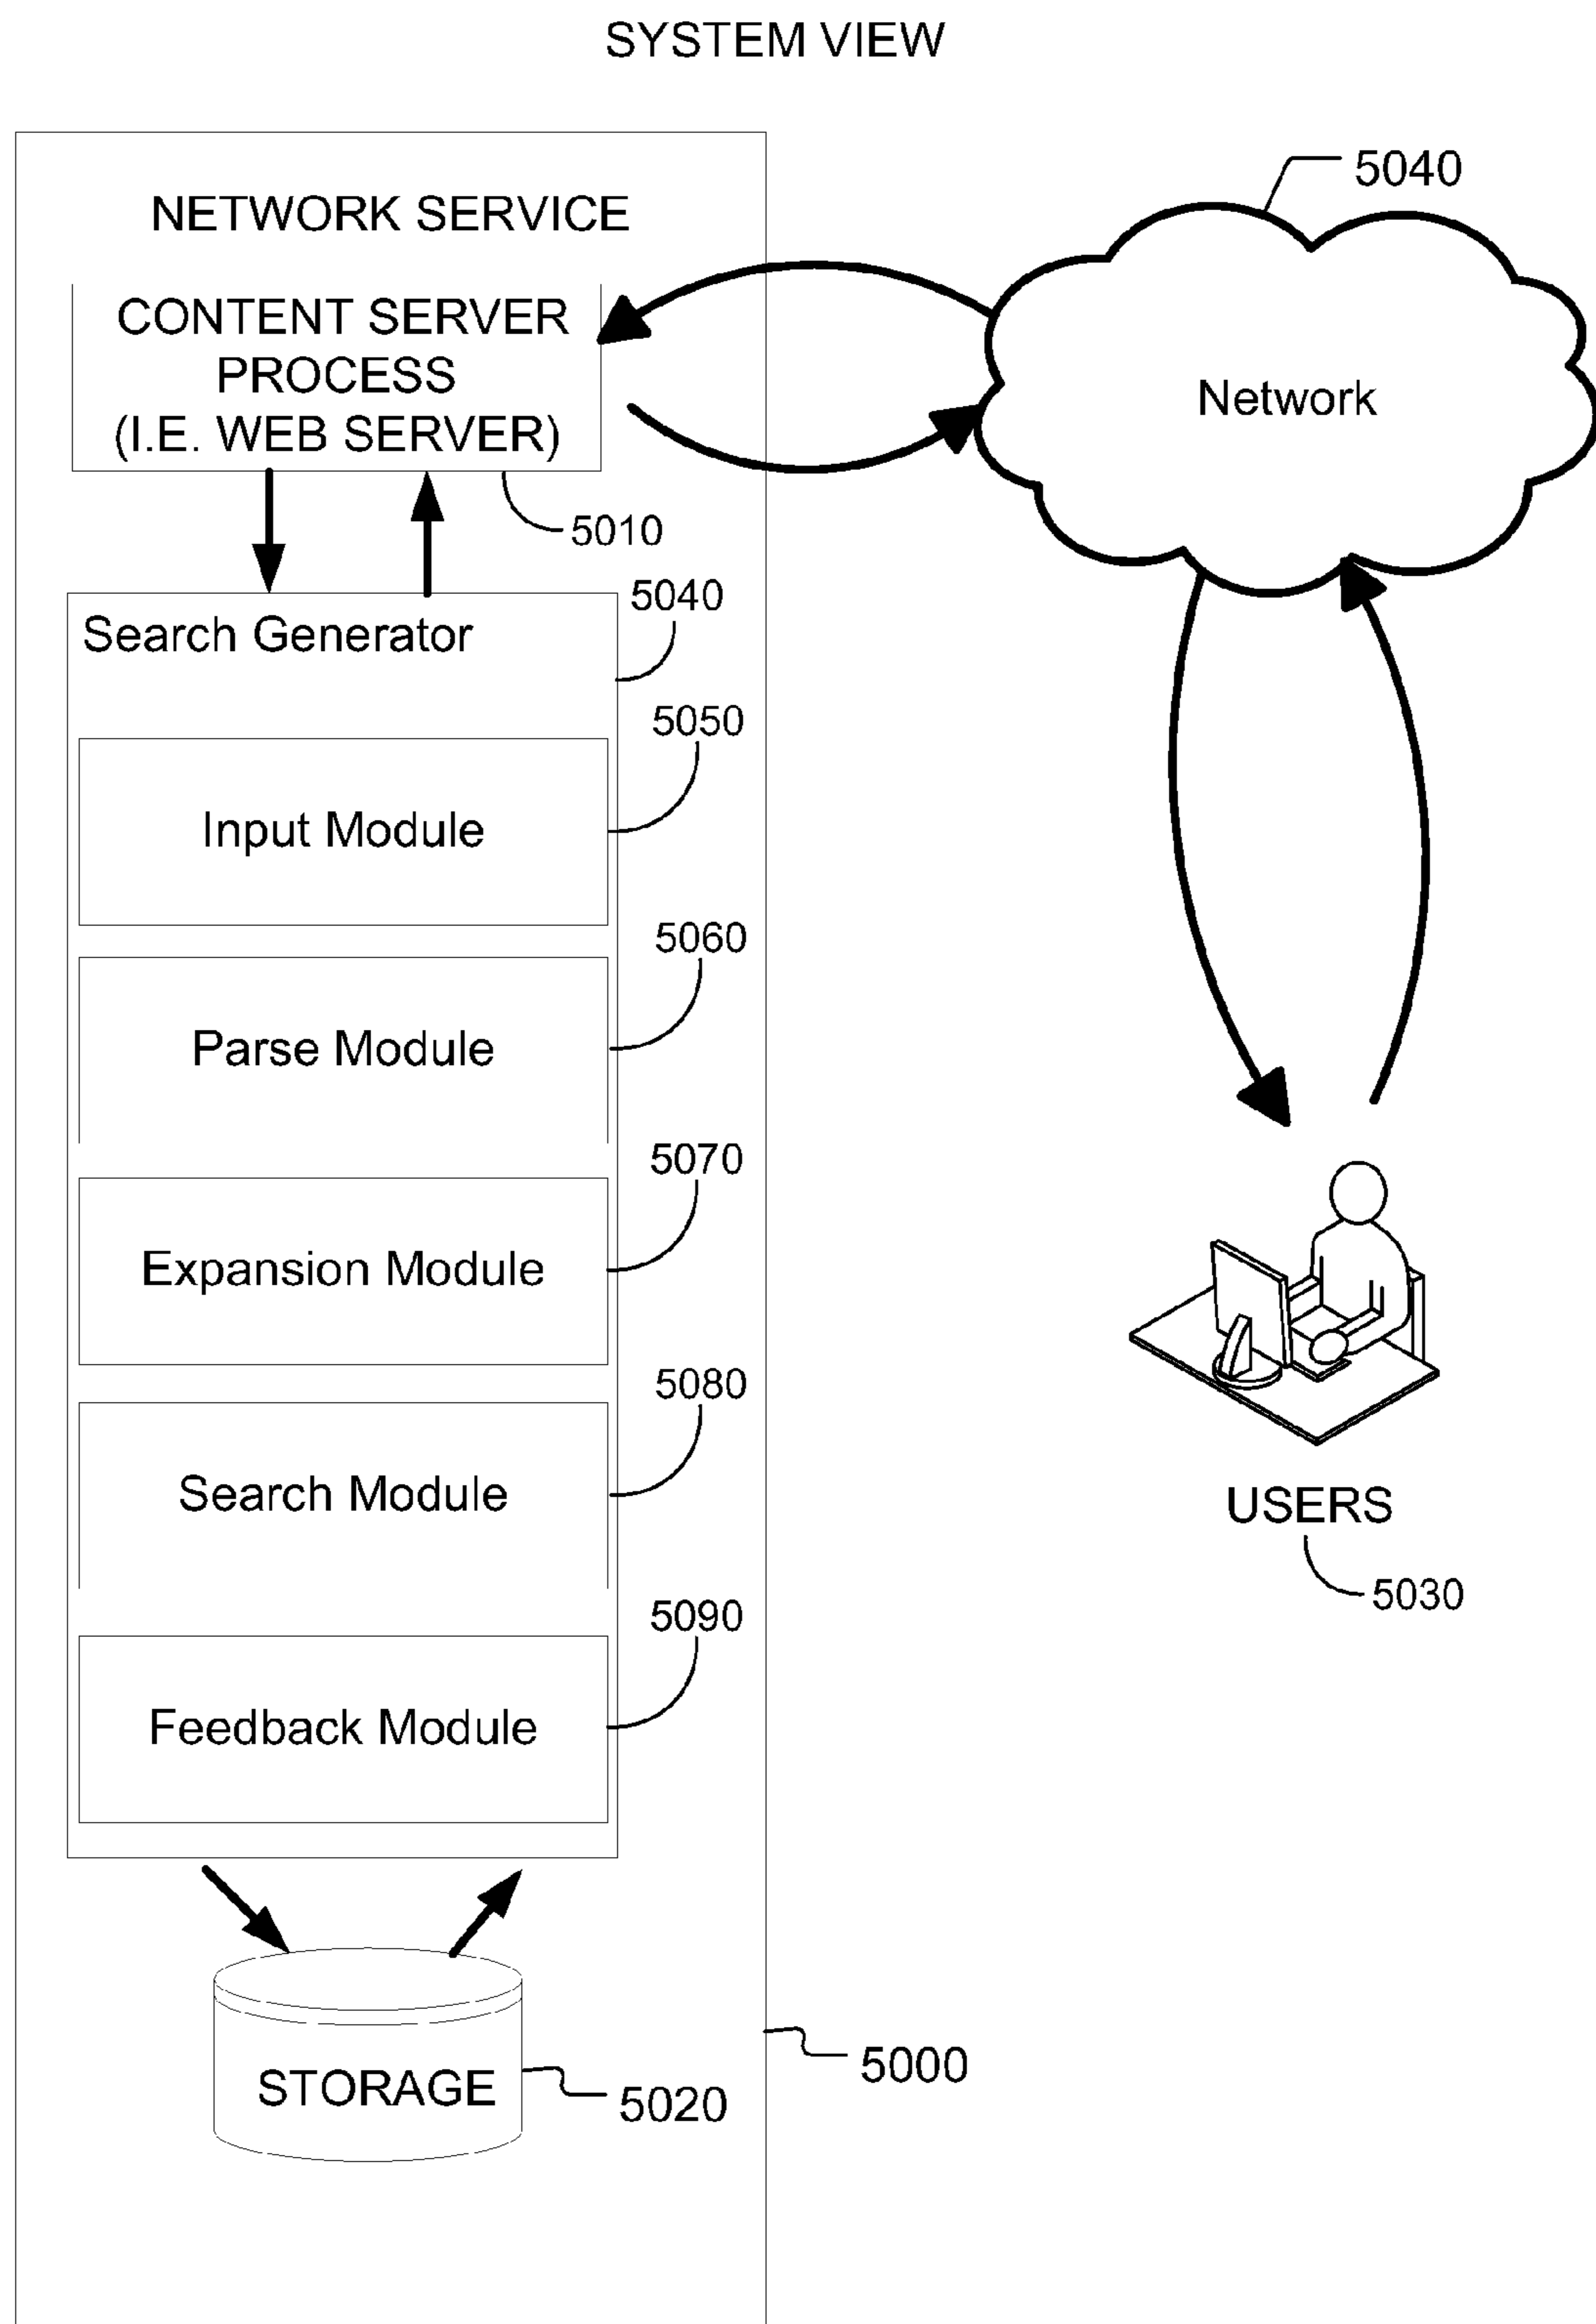 SYSTEM VIEW
NETWORK SERVICE
5040
CONTENT SERVER
PROCESS
(I.E. WEB SERVER)
Network
5010
5040
Search Generator
5050
Input Module
5060
Parse Module
5070
Expansion Module
5080
Search Module
USERS
5030
5090
Feedback Module
5000
STORAGE
5020